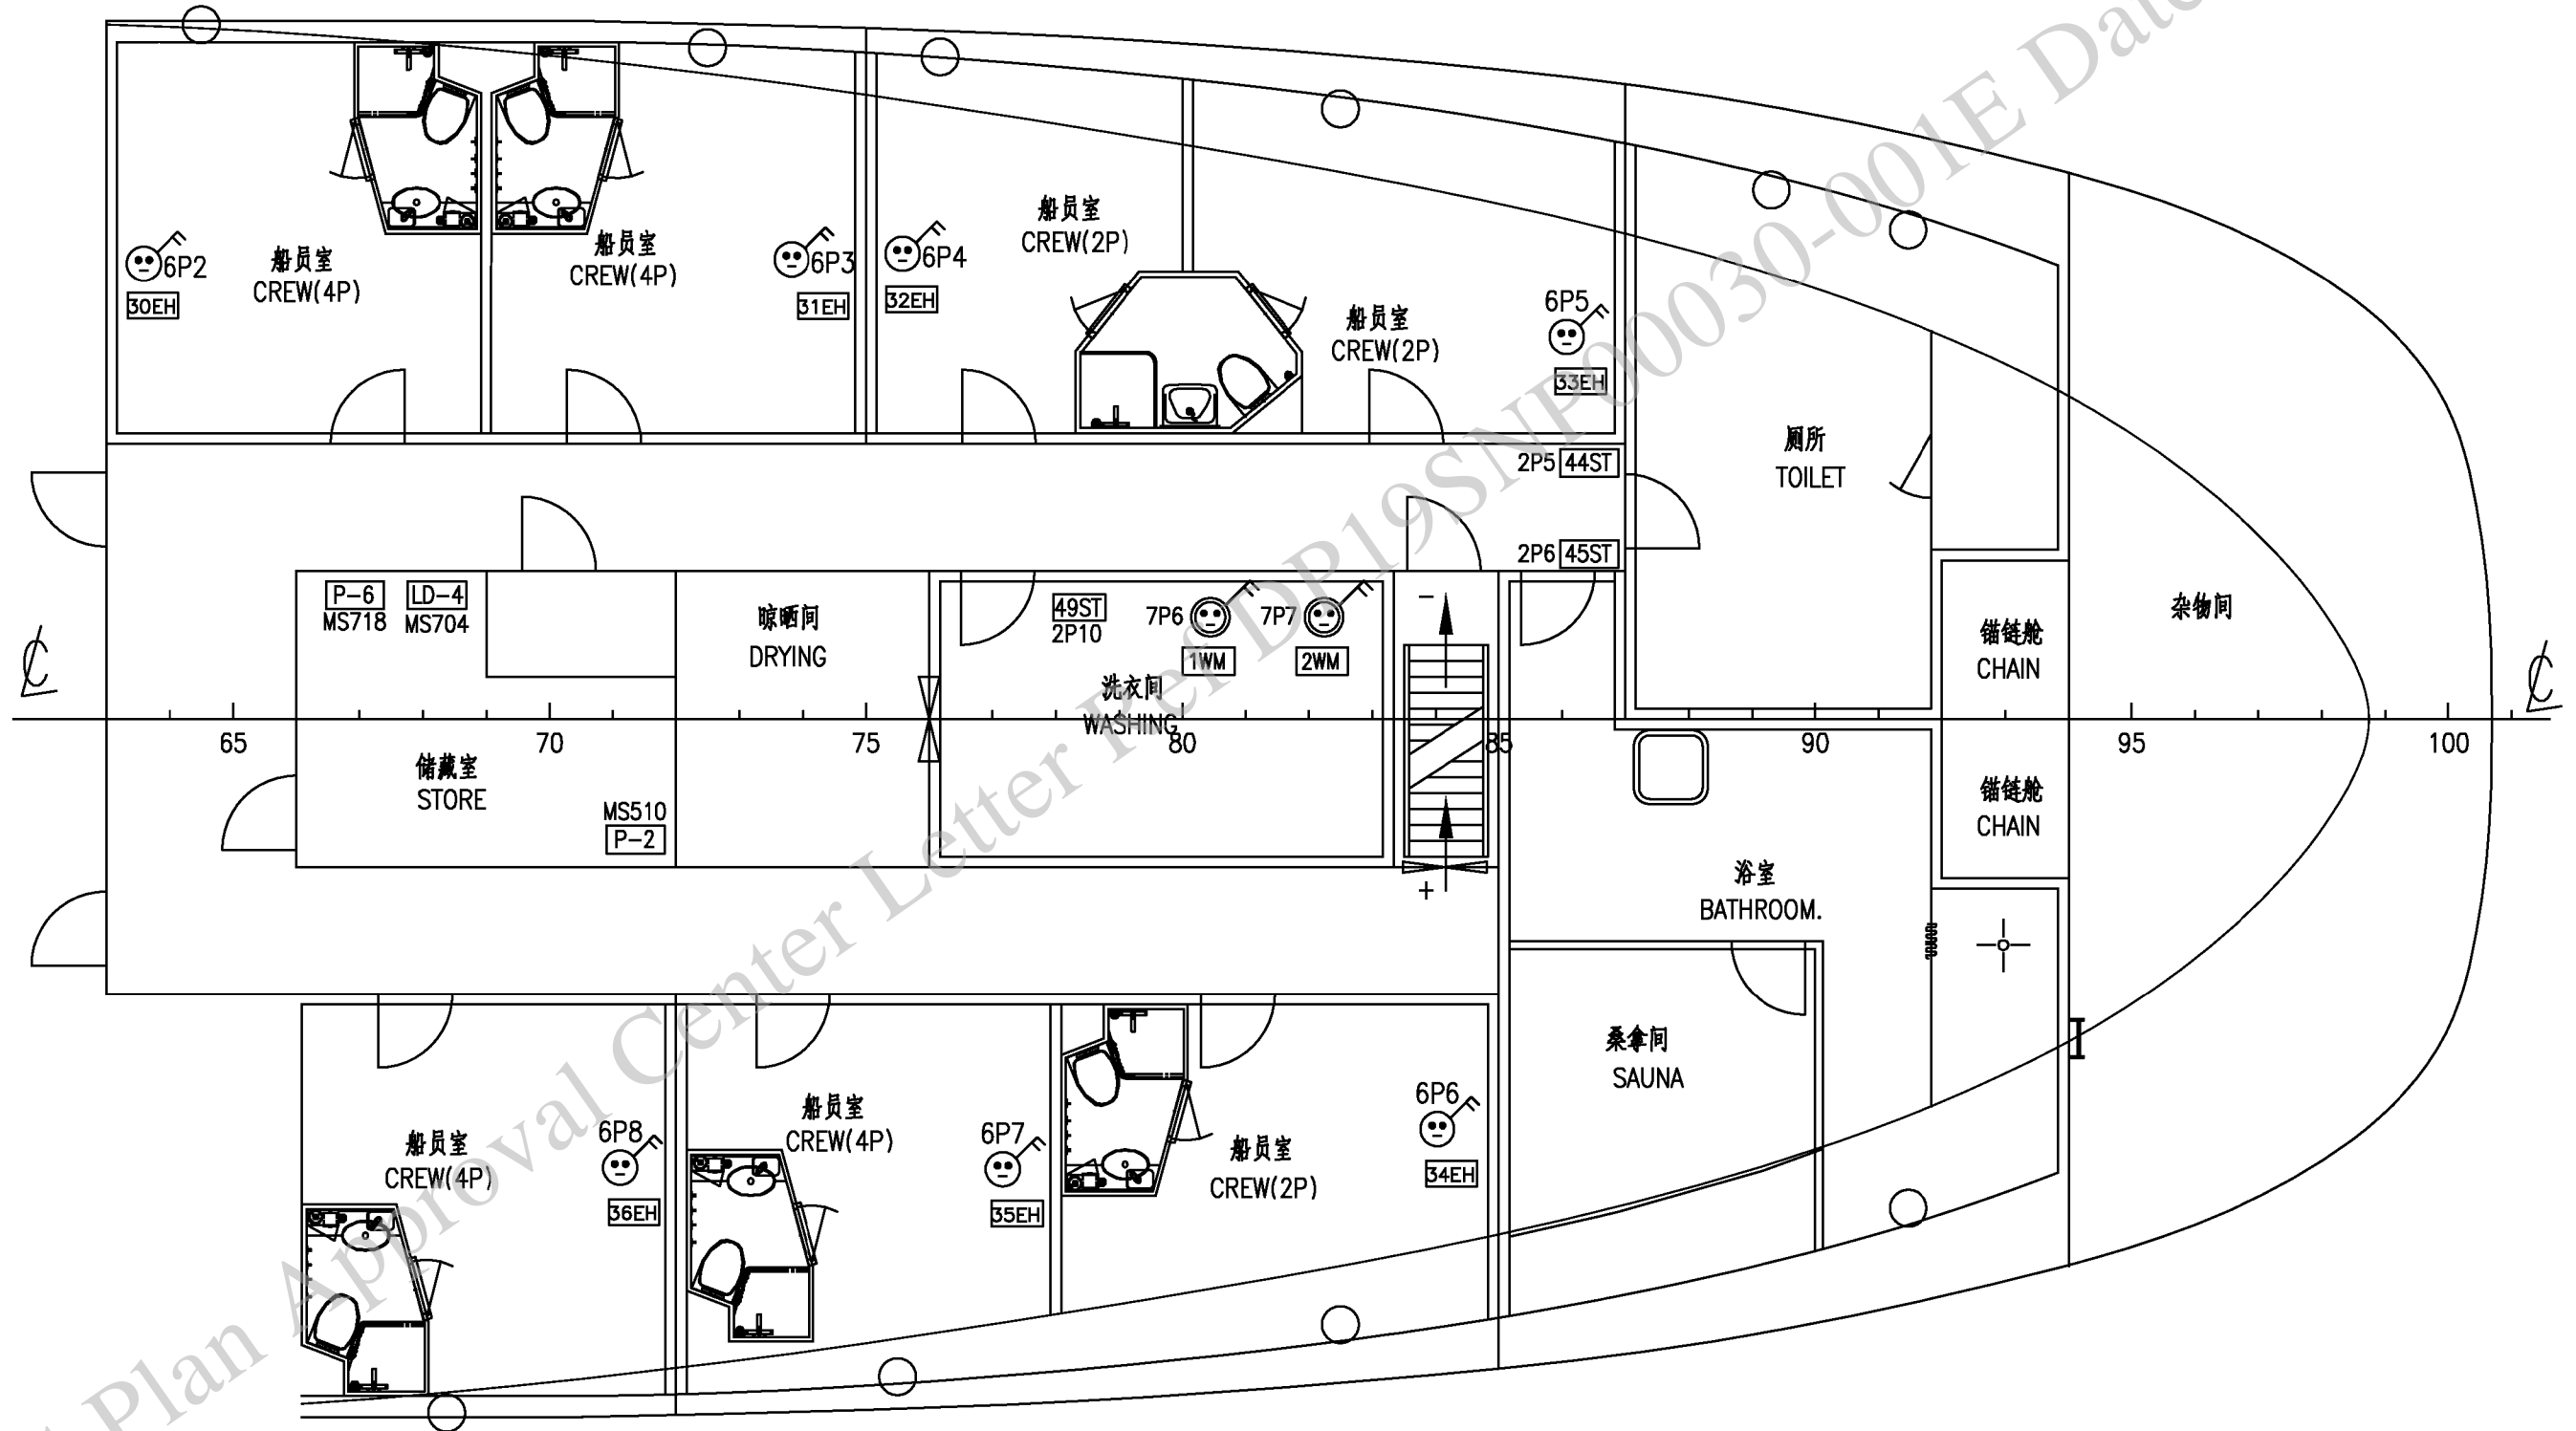 船员室
CREW(4P)
6P2
30EH
船员室
CREW(4P)
6P3
31EH
船员室
CREW(2P)
6P4
32EH
船员室
CREW(2P)
6P5
33EH
2P5 44ST
2P6 45ST
厕所
TOILET
P-6
MS718
LD-4
MS704
晾晒间
DRYING
49ST
2P10
7P6
1WM
7P7
2WM
洗衣间
WASHING
−
+
锚链舱
CHAIN
杂物间
℄
℄
65 70 75 80 85 90 95 100
储藏室
STORE
MS510
P-2
锚链舱
CHAIN
浴室
BATHROOM.
桑拿间
SAUNA
船员室
CREW(4P)
6P8
36EH
船员室
CREW(4P)
6P7
35EH
船员室
CREW(2P)
6P6
34EH
Plan Approval Center Letter Ref DP19SNP00030-001E Date